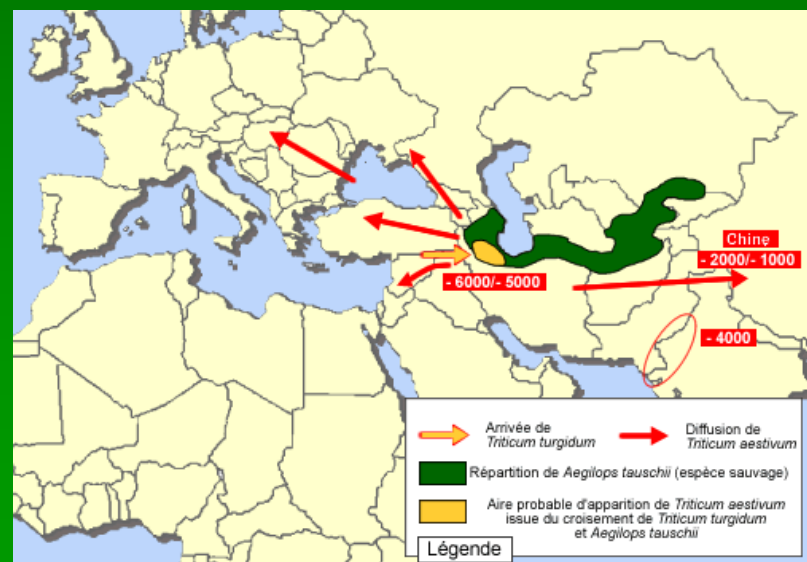 Chine
- 2000/- 1000
- 6000/- 5000
- 4000
Arrivée de
Triticum turgidum
Diffusion de
Triticum aestivum
Répartition de Aegilops tauschii (espèce sauvage)
Aire probable d'apparition de Triticum aestivum
issue du croisement de Triticum turgidum
et Aegilops tauschii
Légende